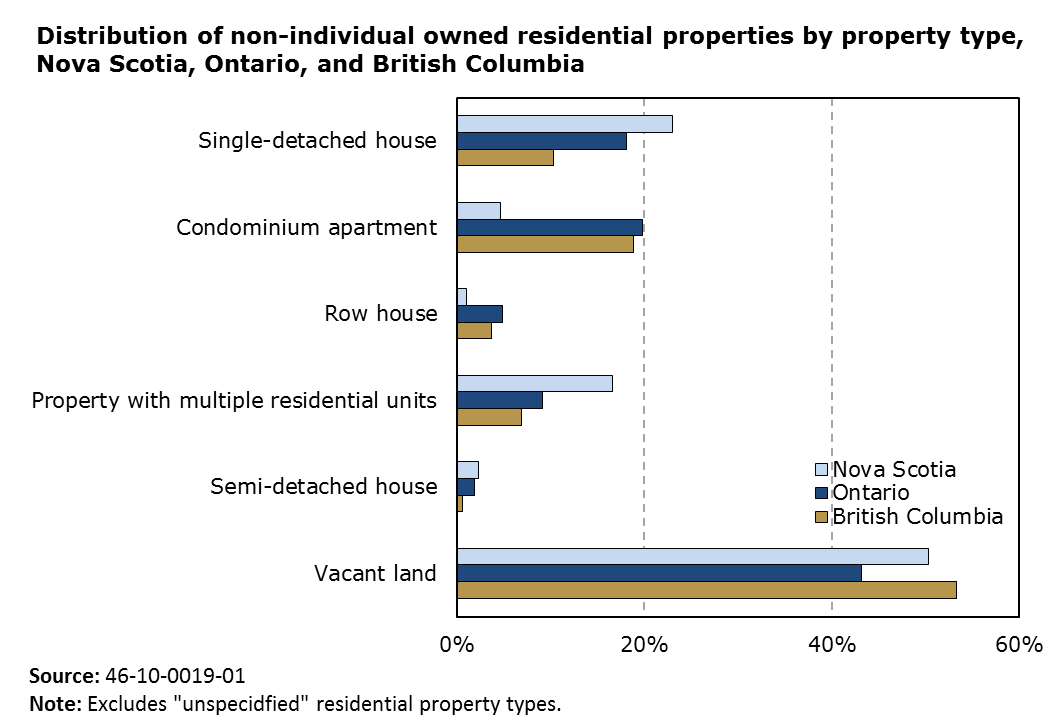 Distribution of non-individual owned residential properties by property type,
Nova Scotia, Ontario, and British Columbia
Single-detached house
Condominium apartment
Row house
Property with multiple residential units
Semi-detached house
Vacant land
Nova Scotia
Ontario
British Columbia
0% 20% 40% 60%
Source: 46-10-0019-01
Note: Excludes "unspecidfied" residential property types.